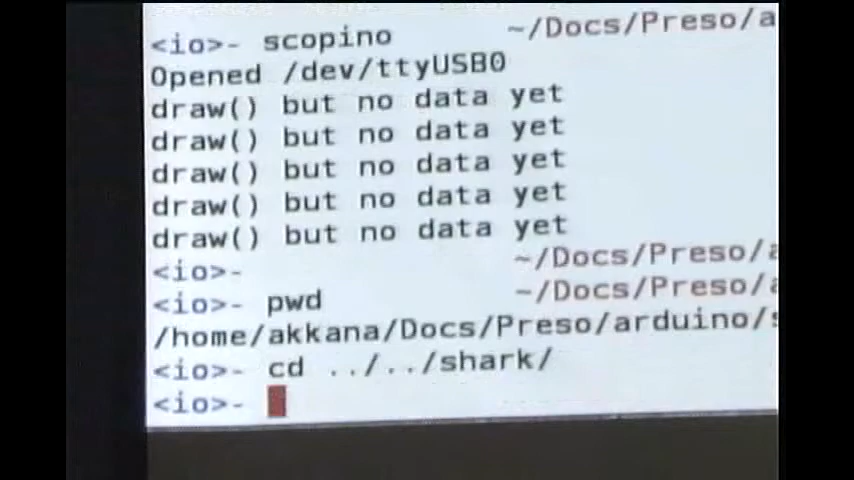 <io>- scopino ~/Docs/Preso/a
Opened /dev/ttyUSB0
draw() but no data yet
draw() but no data yet
draw() but no data yet
draw() but no data yet
draw() but no data yet
<io>- ~/Docs/Preso/a
<io>- pwd ~/Docs/Preso/a
/home/akkana/Docs/Preso/arduino/s
<io>- cd ../../shark/
<io>-